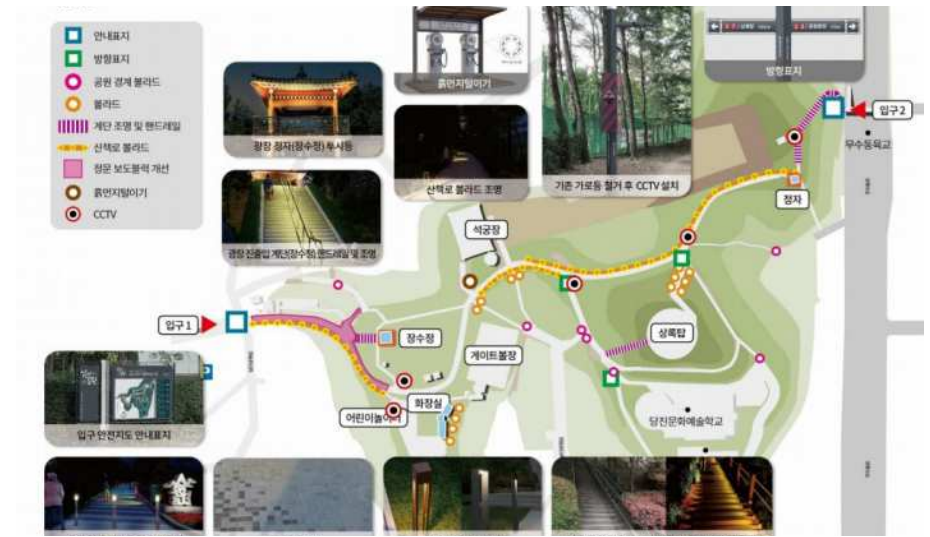 안내표지
방향표지
공원 경계 볼라드
볼라드
계단 조명 및 핸드레일
산책로 볼라드
정문 보도블럭 개선
흙먼지털이기
CCTV
광장 정자(장수정) 투사등
광장 진출입 계단(장수정) 핸드레일 및 조명
흙먼지털이기
산책로 볼라드 조명
기존 가로등 철거 후 CCTV 설치
방향표지
입구2
무수동육교
정자
석궁장
입구1
장수정
게이트볼장
상록탑
화장실
어린이놀이터
당진문화예술학교
입구 안전지도 안내표지